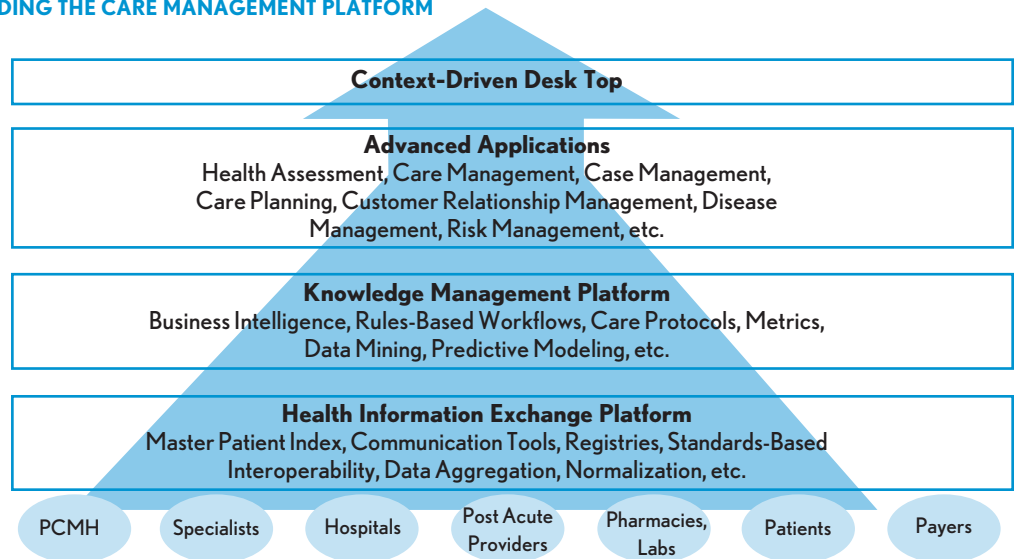 DING THE CARE MANAGEMENT PLATFORM
Context-Driven Desk Top
Advanced Applications
Health Assessment, Care Management, Case Management,
Care Planning, Customer Relationship Management, Disease
Management, Risk Management, etc.
Knowledge Management Platform
Business Intelligence, Rules-Based Workflows, Care Protocols, Metrics,
Data Mining, Predictive Modeling, etc.
Health Information Exchange Platform
Master Patient Index, Communication Tools, Registries, Standards-Based
Interoperability, Data Aggregation, Normalization, etc.
PCMH
Specialists
Hospitals
Post Acute
Providers
Pharmacies,
Labs
Patients
Payers